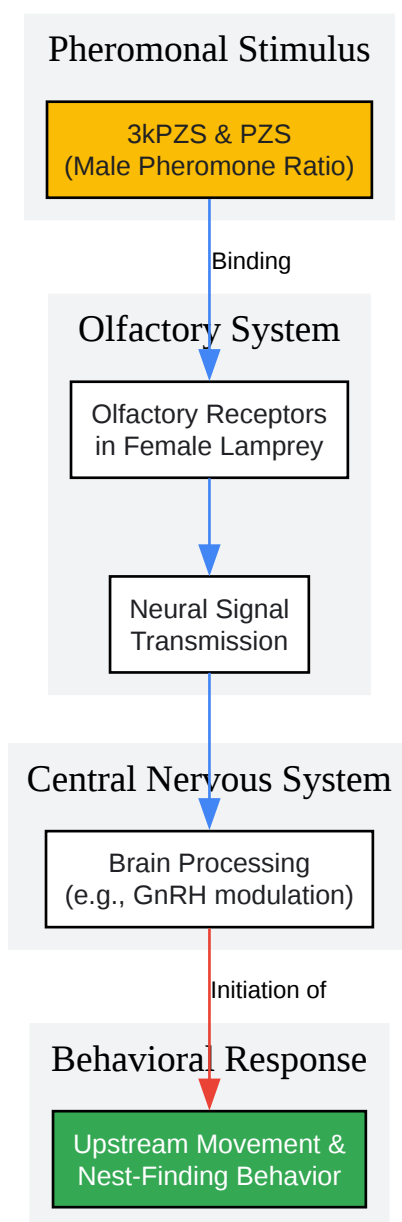 Pheromonal Stimulus
3kPZS & PZS
(Male Pheromone Ratio)
Binding
Olfactory System
Olfactory Receptors
in Female Lamprey
Neural Signal
Transmission
Central Nervous System
Brain Processing
(e.g., GnRH modulation)
Initiation of
Behavioral Response
Upstream Movement &
Nest-Finding Behavior